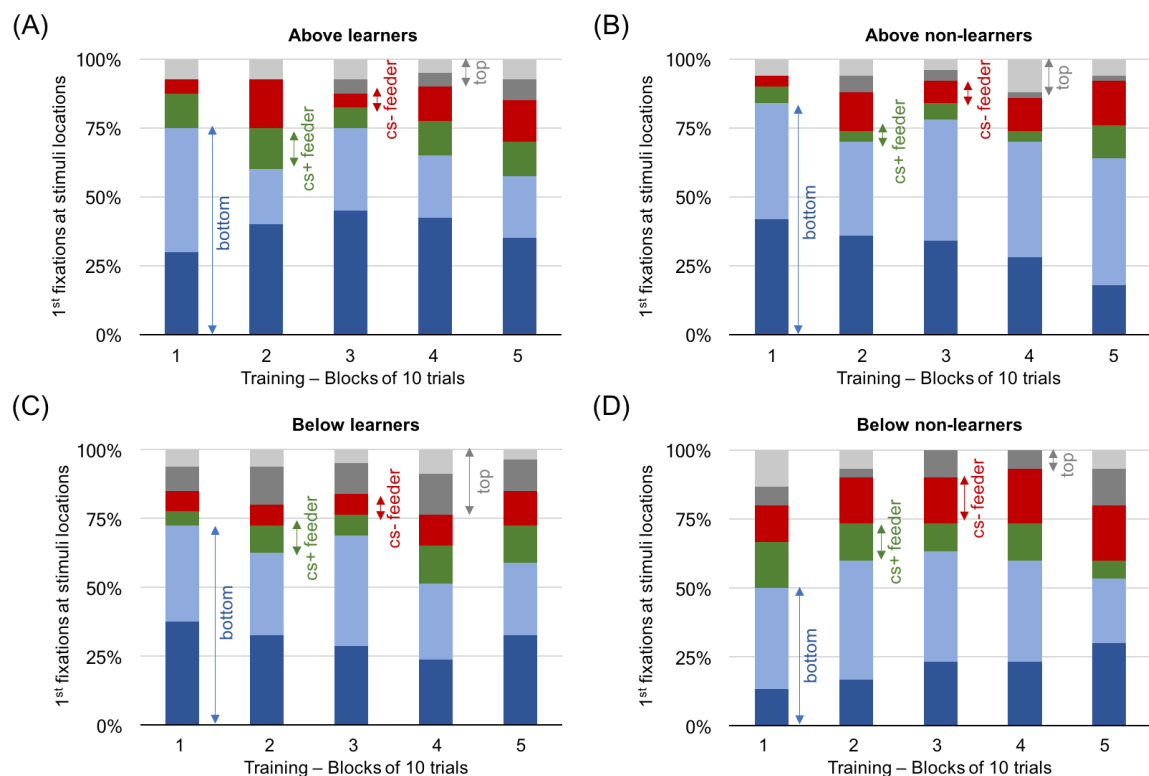 (A)
Above learners
1st fixations at stimuli locations
100%
75%
50%
25%
0%
bottom
cs+ feeder
cs- feeder
top
1 2 3 4 5
Training – Blocks of 10 trials
(B)
Above non-learners
1st fixations at stimuli locations
100%
75%
50%
25%
0%
bottom
cs+ feeder
cs- feeder
top
1 2 3 4 5
Training – Blocks of 10 trials
(C)
Below learners
1st fixations at stimuli locations
100%
75%
50%
25%
0%
bottom
cs+ feeder
cs- feeder
top
1 2 3 4 5
Training – Blocks of 10 trials
(D)
Below non-learners
1st fixations at stimuli locations
100%
75%
50%
25%
0%
bottom
cs+ feeder
cs- feeder
top
1 2 3 4 5
Training – Blocks of 10 trials